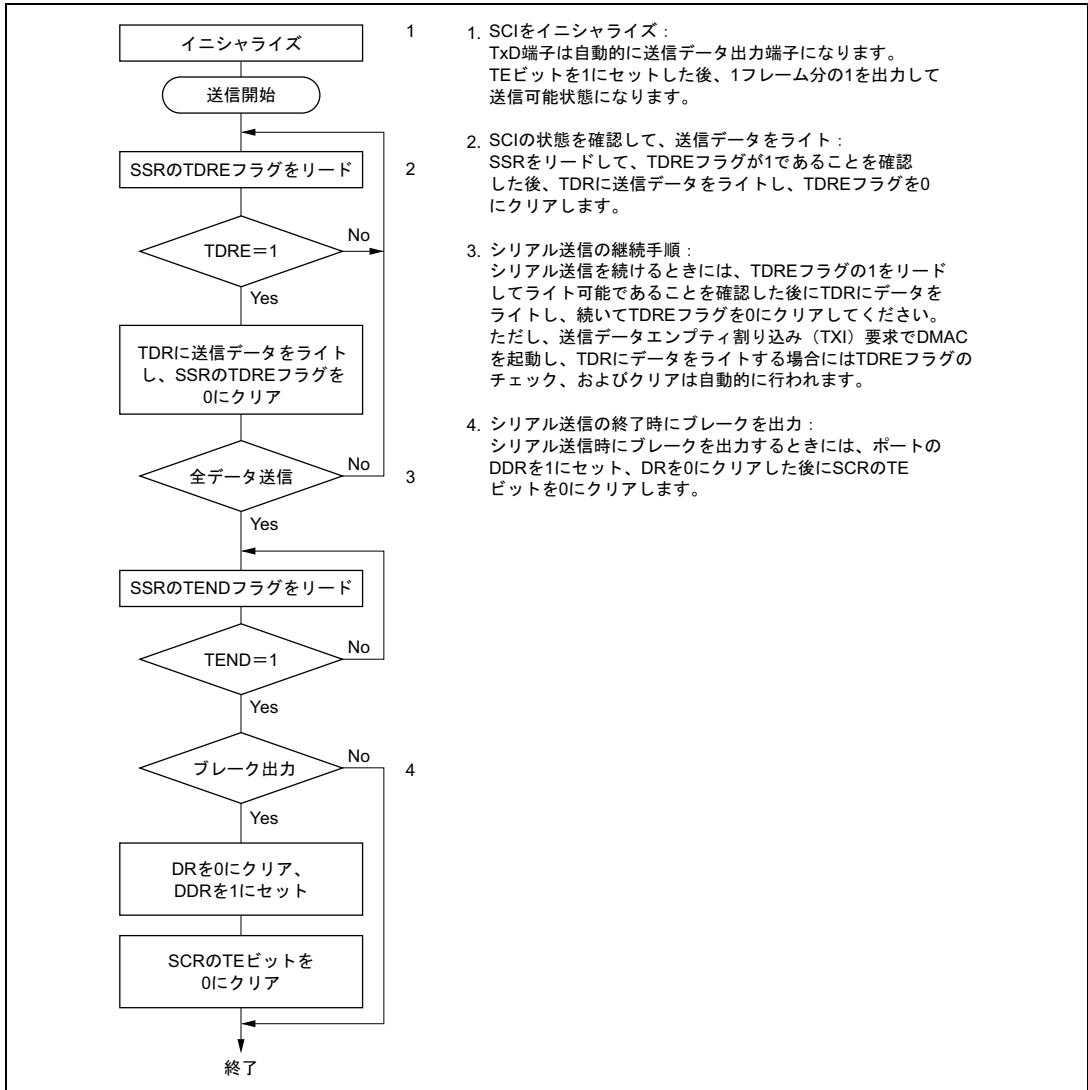 イニシャライズ
1
送信開始
SSRのTDREフラグをリード
2
TDRE=1
No
Yes
TDRに送信データをライト
し、SSRのTDREフラグを
0にクリア
全データ送信
No
3
Yes
SSRのTENDフラグをリード
TEND=1
No
Yes
ブレーク出力
No
4
Yes
DRを0にクリア、
DDRを1にセット
SCRのTEビットを
0にクリア
終了
1. SCIをイニシャライズ：
TxD端子は自動的に送信データ出力端子になります。
TEビットを1にセットした後、1フレーム分の1を出力して
送信可能状態になります。
2. SCIの状態を確認して、送信データをライト：
SSRをリードして、TDREフラグが1であることを確認
した後、TDRに送信データをライトし、TDREフラグを0
にクリアします。
3. シリアル送信の継続手順：
シリアル送信を続けるときには、TDREフラグの1をリード
してライト可能であることを確認した後にTDRにデータを
ライトし、続いてTDREフラグを0にクリアしてください。
ただし、送信データエンプティ割り込み（TXI）要求でDMAC
を起動し、TDRにデータをライトする場合にはTDREフラグの
チェック、およびクリアは自動的に行われます。
4. シリアル送信の終了時にブレークを出力：
シリアル送信時にブレークを出力するときには、ポートの
DDRを1にセット、DRを0にクリアした後にSCRのTE
ビットを0にクリアします。